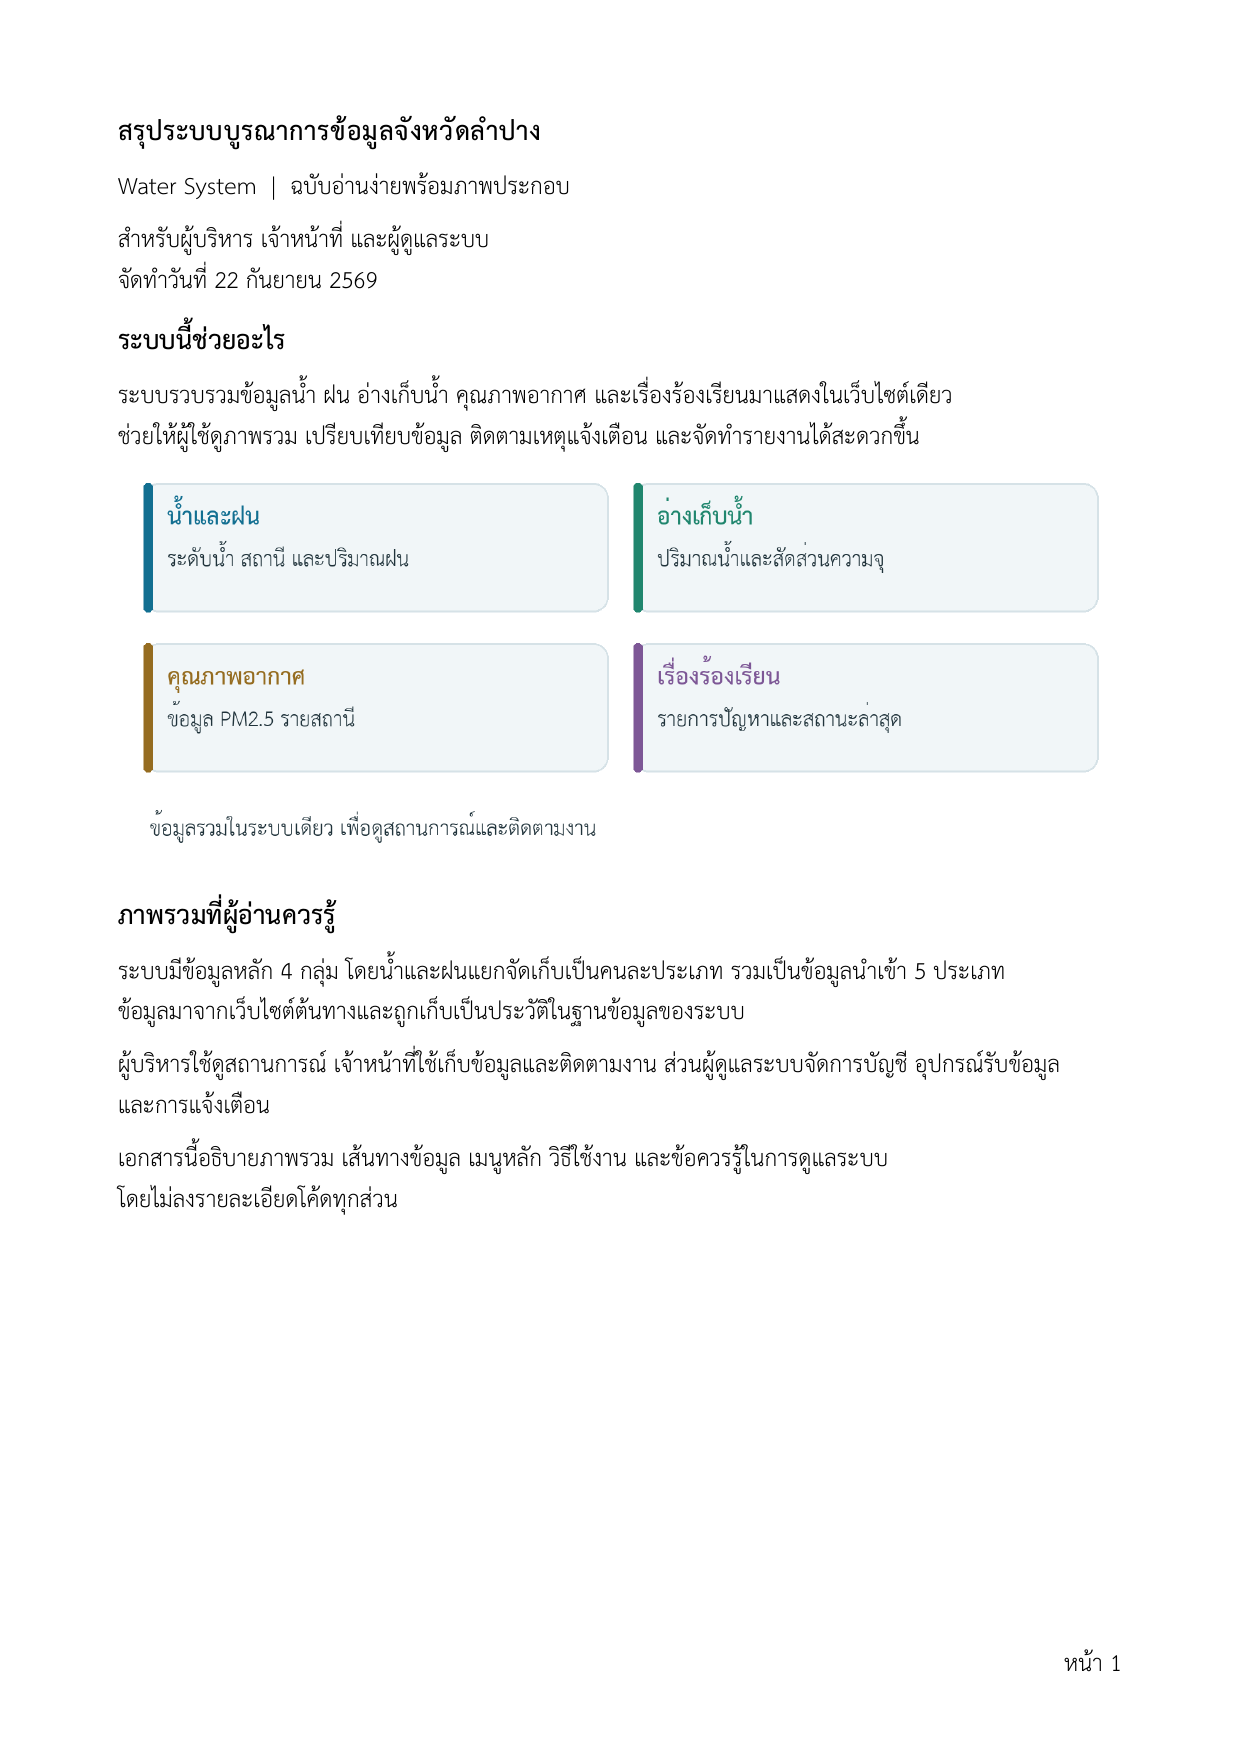 สรุประบบบูรณาการข้อมูลจังหวัดลำปาง
Water System | ฉบับอ่านง่ายพร้อมภาพประกอบ
สำหรับผู้บริหาร เจ้าหน้าที่ และผู้ดูแลระบบ
จัดทำวันที่ 22 กันยายน 2569
ระบบนี้ช่วยอะไร
ระบบรวบรวมข้อมูลน้ำ ฝน อ่างเก็บน้ำ คุณภาพอากาศ และเรื่องร้องเรียนมาแสดงในเว็บไซต์เดียว
ช่วยให้ผู้ใช้ดูภาพรวม เปรียบเทียบข้อมูล ติดตามเหตุแจ้งเตือน และจัดทำรายงานได้สะดวกขึ้น
น้ำและฝน
ระดับน้ำ สถานี และปริมาณฝน
อ่างเก็บน้ำ
ปริมาณน้ำและสัดส่วนความจุ
คุณภาพอากาศ
ข้อมูล PM2.5 รายสถานี
เรื่องร้องเรียน
รายการปัญหาและสถานะล่าสุด
ข้อมูลรวมในระบบเดียว เพื่อดูสถานการณ์และติดตามงาน
ภาพรวมที่ผู้อ่านควรรู้
ระบบมีข้อมูลหลัก 4 กลุ่ม โดยน้ำและฝนแยกจัดเก็บเป็นคนละประเภท รวมเป็นข้อมูลนำเข้า 5 ประเภท
ข้อมูลมาจากเว็บไซต์ต้นทางและถูกเก็บเป็นประวัติในฐานข้อมูลของระบบ
ผู้บริหารใช้ดูสถานการณ์ เจ้าหน้าที่ใช้เก็บข้อมูลและติดตามงาน ส่วนผู้ดูแลระบบจัดการบัญชี อุปกรณ์รับข้อมูล
และการแจ้งเตือน
เอกสารนี้อธิบายภาพรวม เส้นทางข้อมูล เมนูหลัก วิธีใช้งาน และข้อควรรู้ในการดูแลระบบ
โดยไม่ลงรายละเอียดโค้ดทุกส่วน
หน้า 1